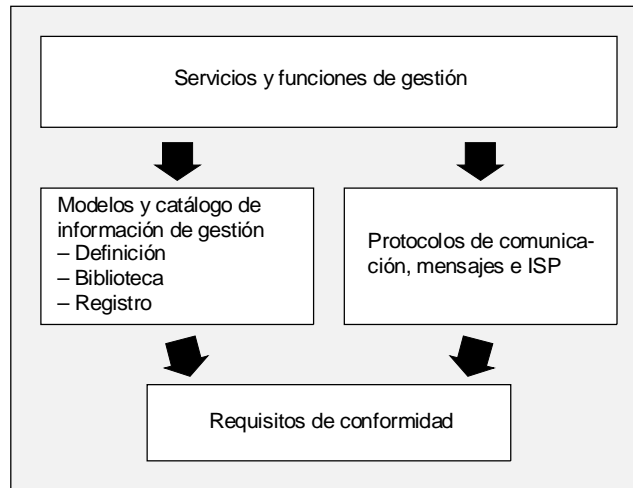 Servicios y funciones de gestión
Modelos y catálogo de
información de gestión
– Definición
– Biblioteca
– Registro
Protocolos de comunica-
ción, mensajes e ISP
Requisitos de conformidad